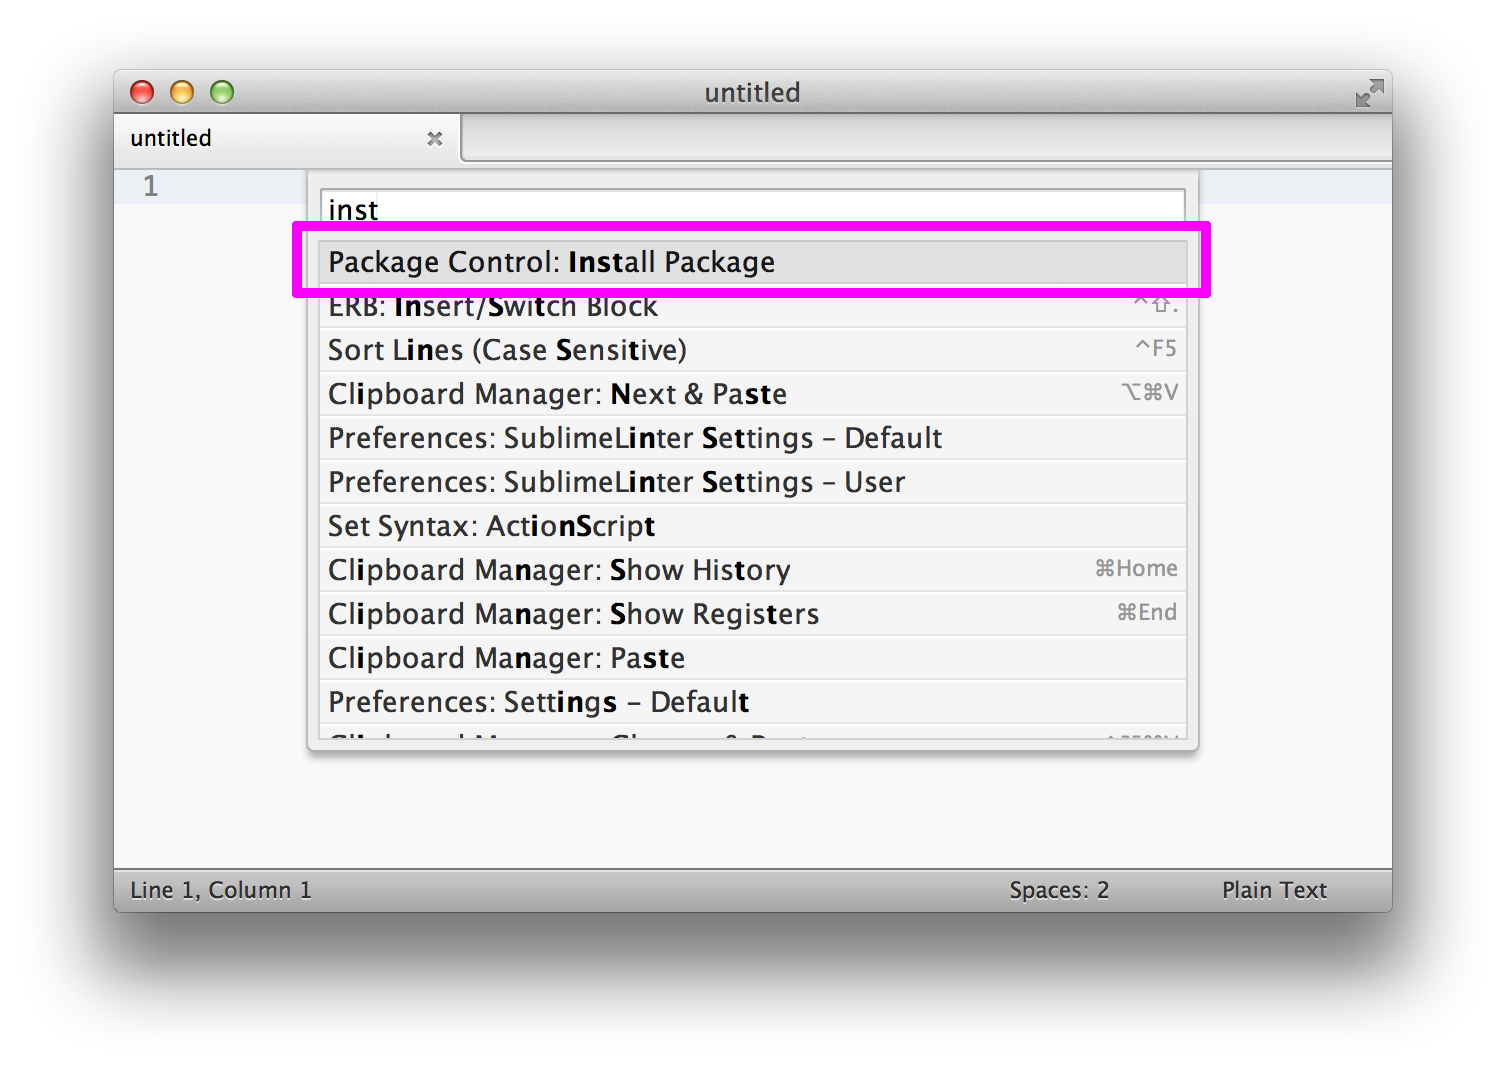 untitled
untitled
1
inst
Package Control: Install Package
ERB: Insert/Switch Block ^⇧.
Sort Lines (Case Sensitive) ^F5
Clipboard Manager: Next & Paste ⌥⌘V
Preferences: SublimeLinter Settings – Default
Preferences: SublimeLinter Settings – User
Set Syntax: ActionScript
Clipboard Manager: Show History ⌘Home
Clipboard Manager: Show Registers ⌘End
Clipboard Manager: Paste
Preferences: Settings – Default
Line 1, Column 1 Spaces: 2 Plain Text